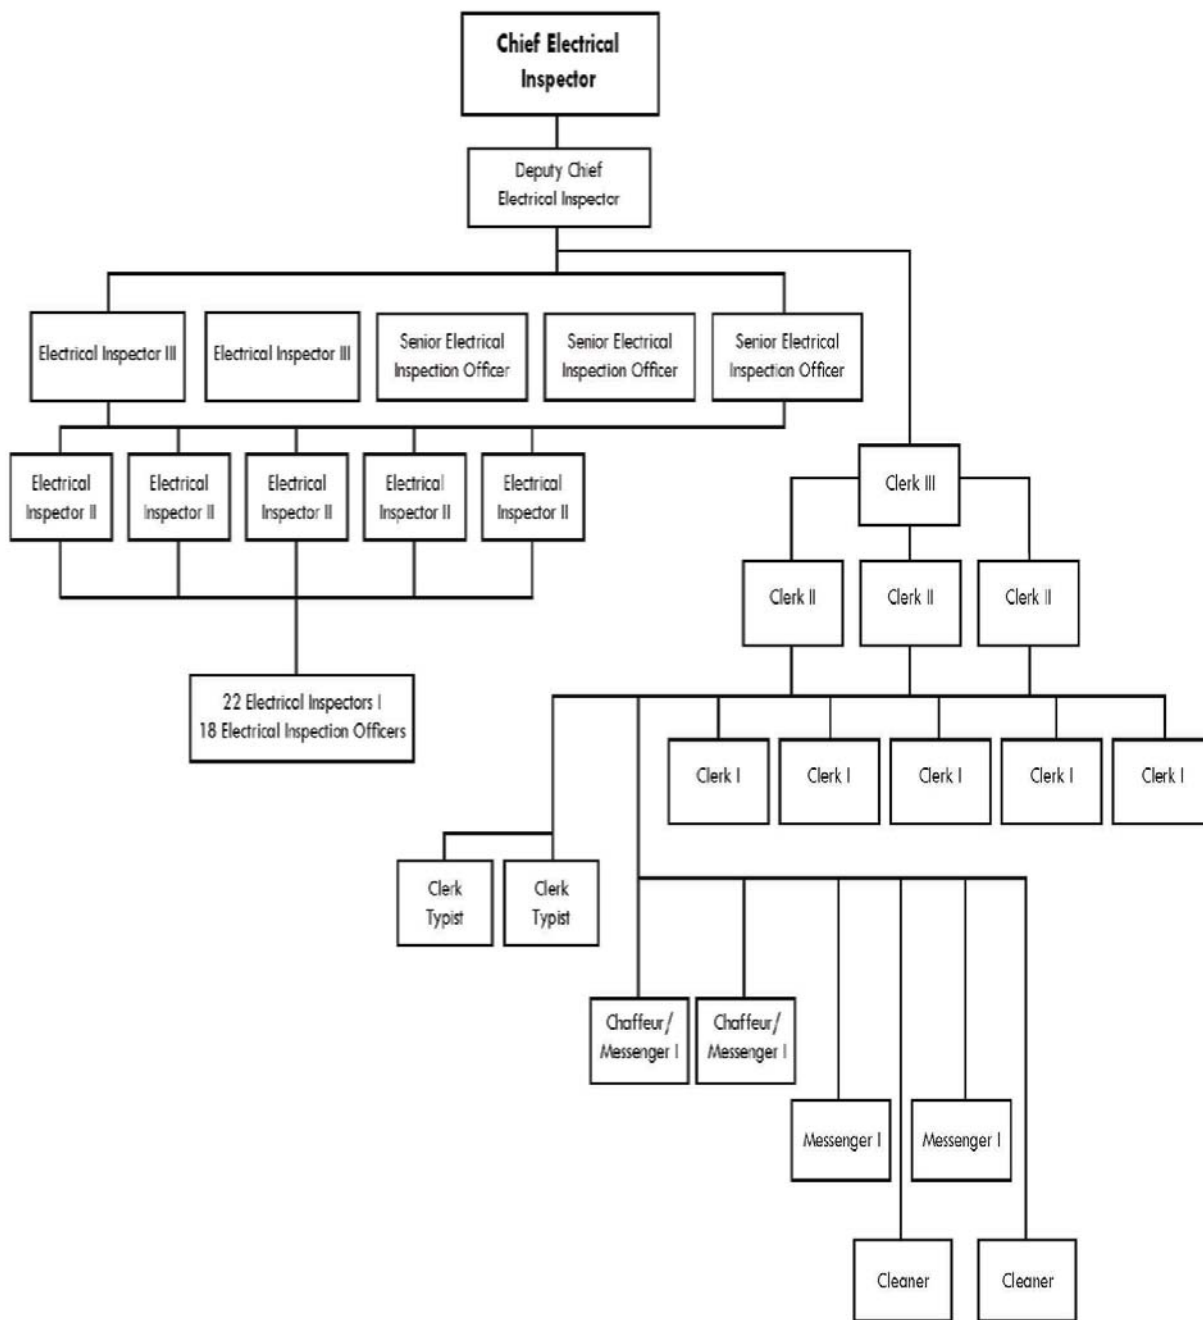 Chief Electrical
Inspector
Deputy Chief
Electrical Inspector
Electrical Inspector III
Electrical Inspector III
Senior Electrical
Inspection Officer
Senior Electrical
Inspection Officer
Senior Electrical
Inspection Officer
Electrical
Inspector II
Electrical
Inspector II
Electrical
Inspector II
Electrical
Inspector II
Electrical
Inspector II
Clerk III
Clerk II
Clerk II
Clerk II
22 Electrical Inspectors I
18 Electrical Inspection Officers
Clerk I
Clerk I
Clerk I
Clerk I
Clerk I
Clerk
Typist
Clerk
Typist
Chaffeur/
Messenger I
Chaffeur/
Messenger I
Messenger I
Messenger I
Cleaner
Cleaner